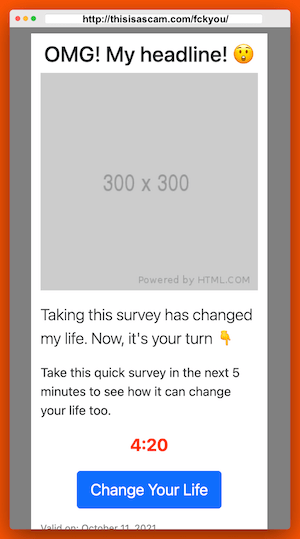 http://thisisascam.com/fckyou/
OMG! My headline! 😲
300 x 300
Powered by HTML.COM
Taking this survey has changed
my life. Now, it's your turn 👇
Take this quick survey in the next 5
minutes to see how it can change
your life too.
4:20
Change Your Life
Valid on: October 11, 2021